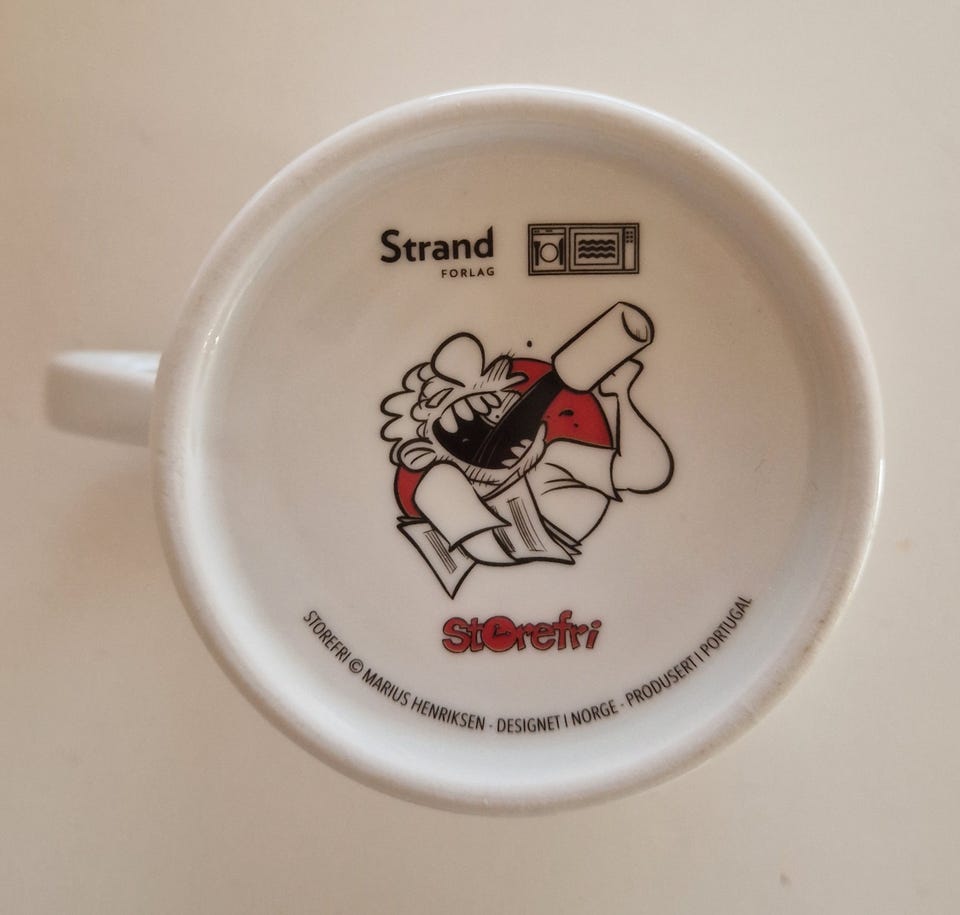 Strand
FORLAG
Storefri
STOREFRI © MARIUS HENRIKSEN - DESIGNET I NORGE - PRODUSERT I PORTUGAL